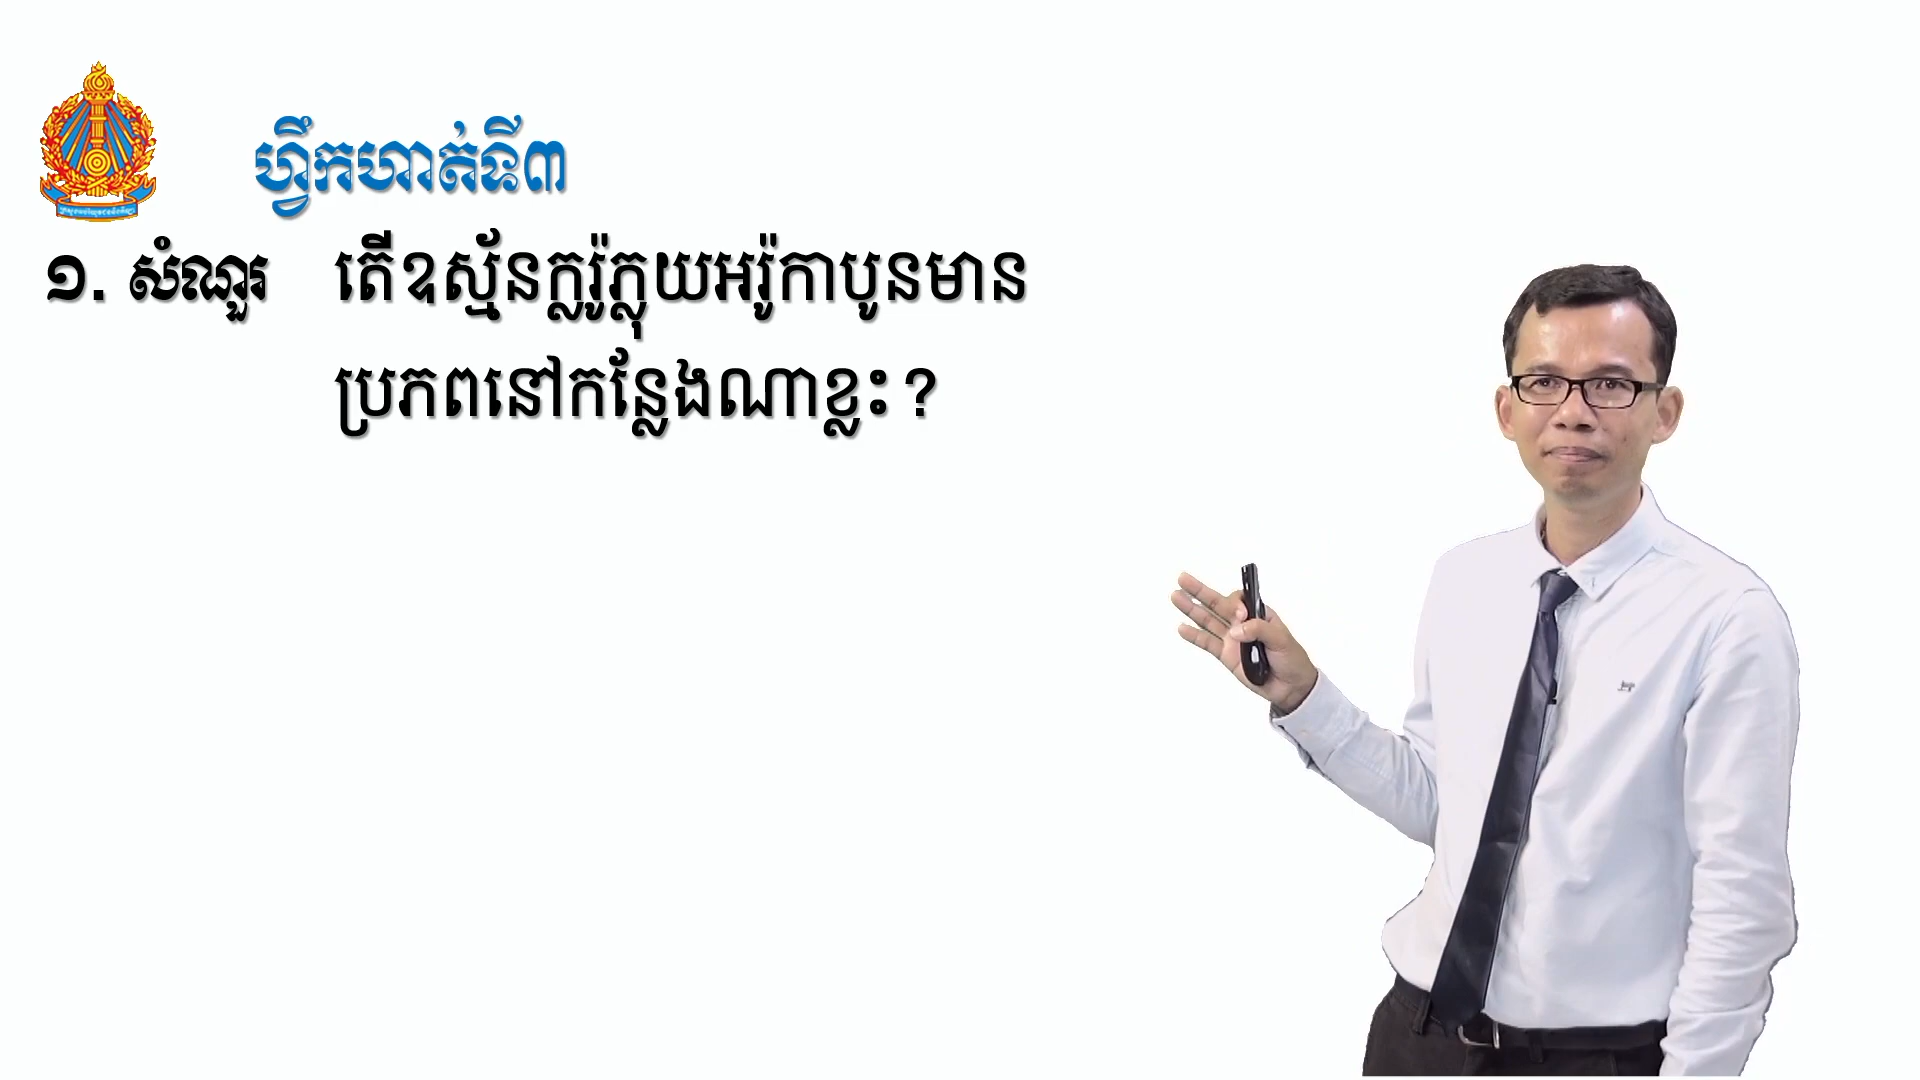 ហ្វឹកហាត់ទី៣
១. សំណួរ តើឧស្ម័នក្លរ៉ូភ្លុយអរ៉ូកាបូនមាន
ប្រភពនៅកន្លែងណាខ្លះ?